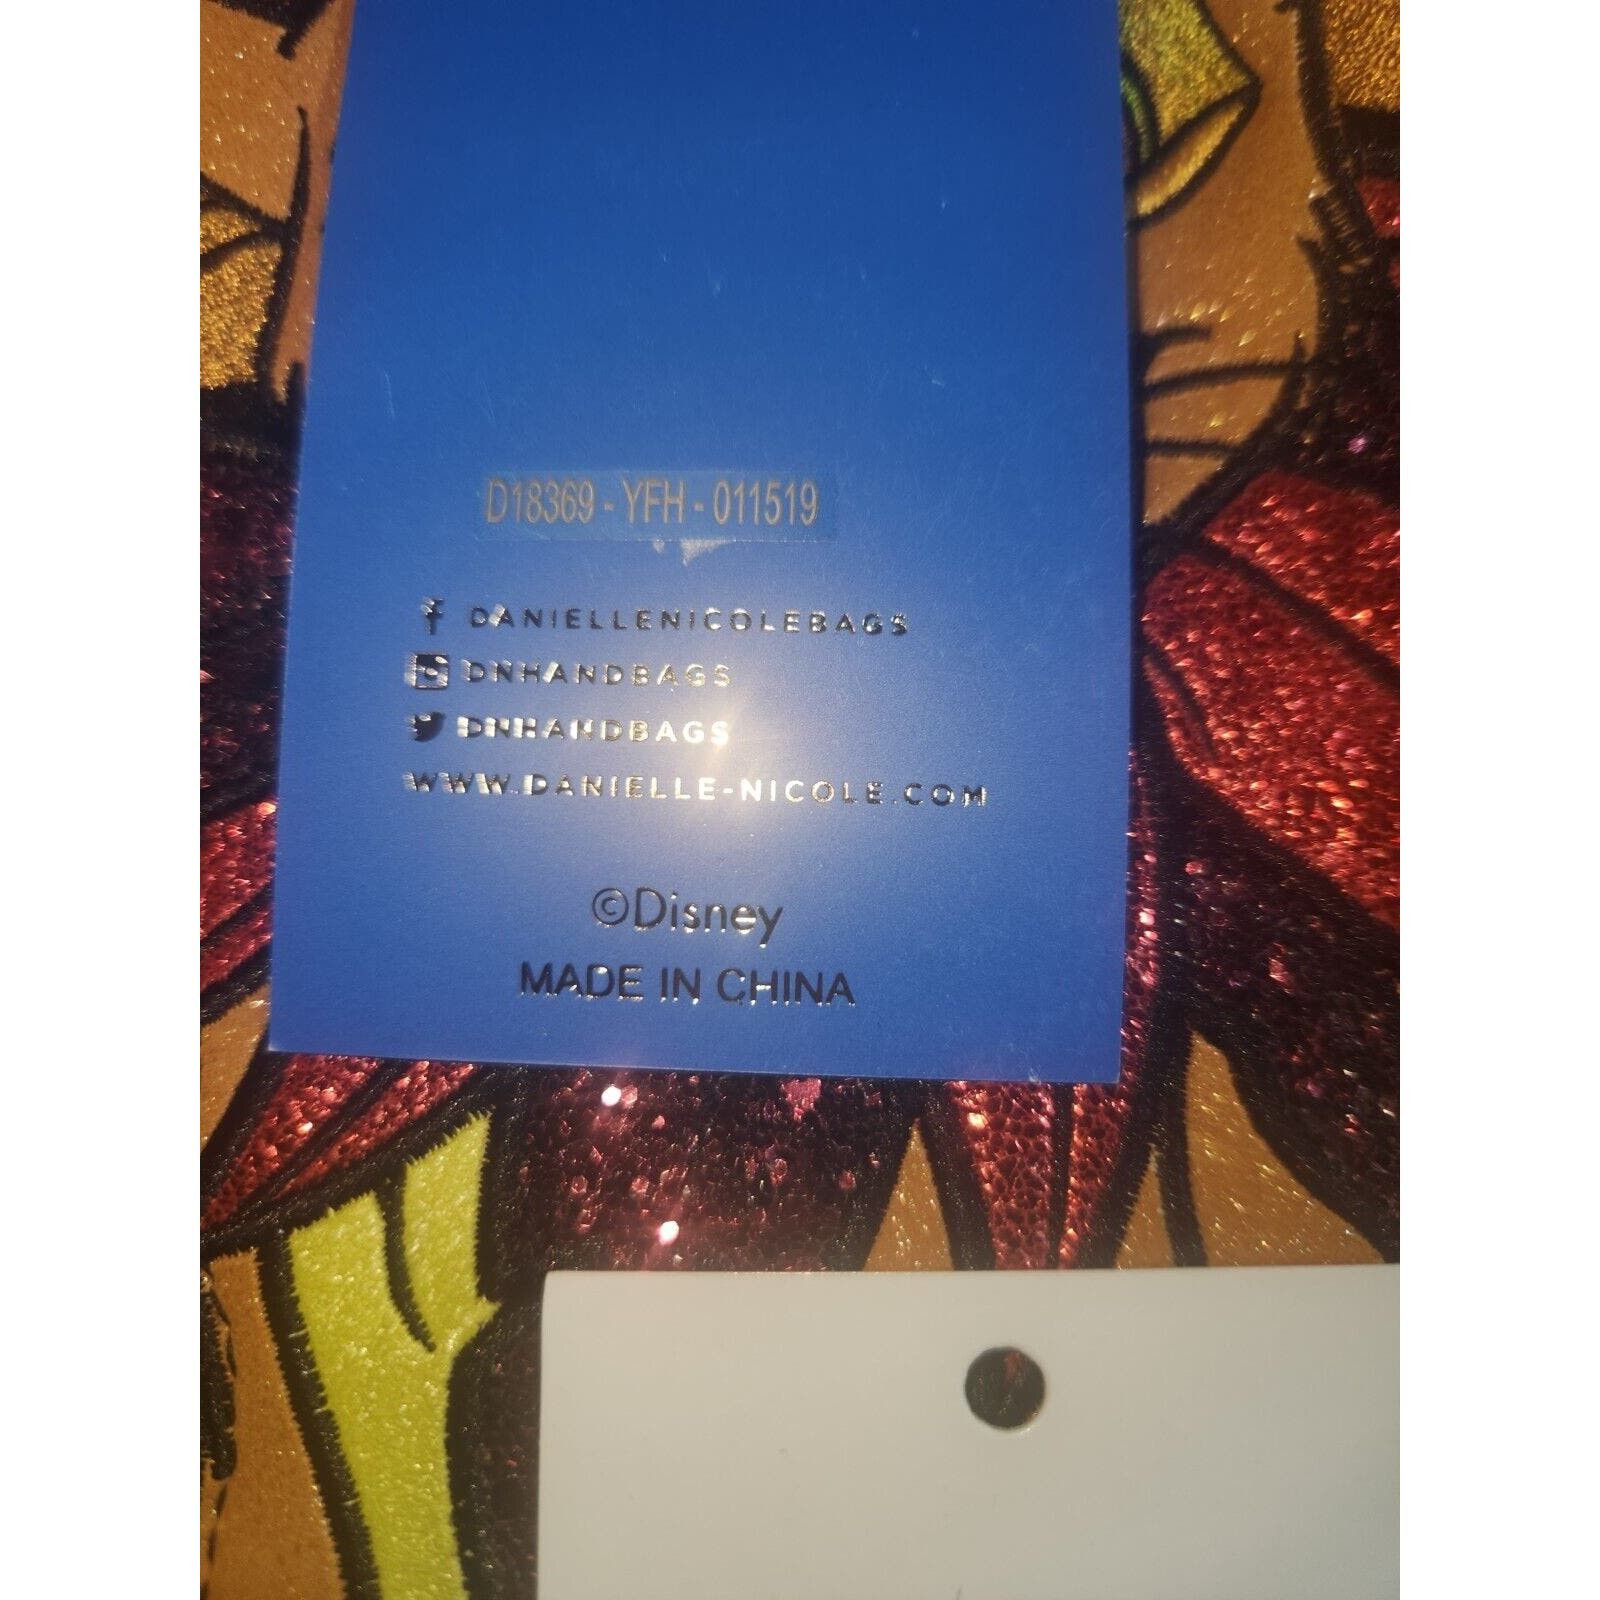 D18369 - YFH - 011519
DANIELLENICOLEBAGS
DNHANDBAGS
DNHANDBAGS
WWW.DANIELLE-NICOLE.COM
©Disney
MADE IN CHINA